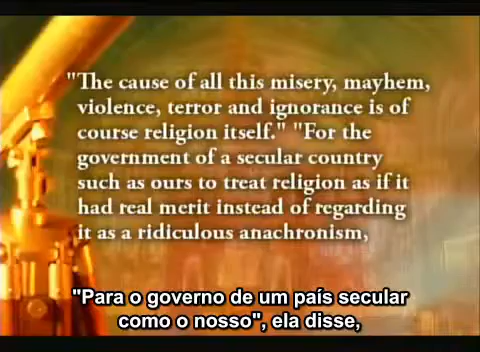 "The cause of all this misery, mayhem,
violence, terror and ignorance is of
course religion itself." "For the
government of a secular country
such as ours to treat religion as if it
had real merit instead of regarding
it as a ridiculous anachronism,
"Para o governo de um país secular
como o nosso", ela disse,